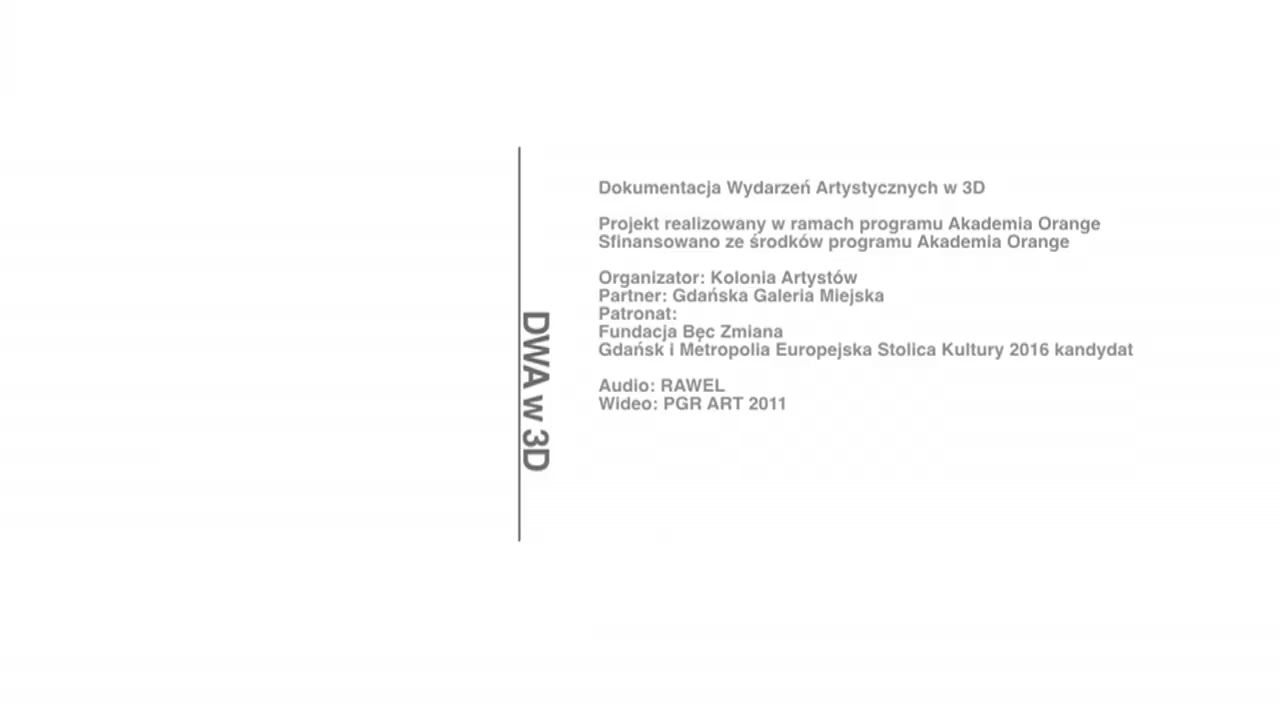 DWA w 3D
Dokumentacja Wydarzeń Artystycznych w 3D
Projekt realizowany w ramach programu Akademia Orange
Sfinansowano ze środków programu Akademia Orange
Organizator: Kolonia Artystów
Partner: Gdańska Galeria Miejska
Patronat:
Fundacja Bęc Zmiana
Gdańsk i Metropolia Europejska Stolica Kultury 2016 kandydat
Audio: RAWEL
Wideo: PGR ART 2011